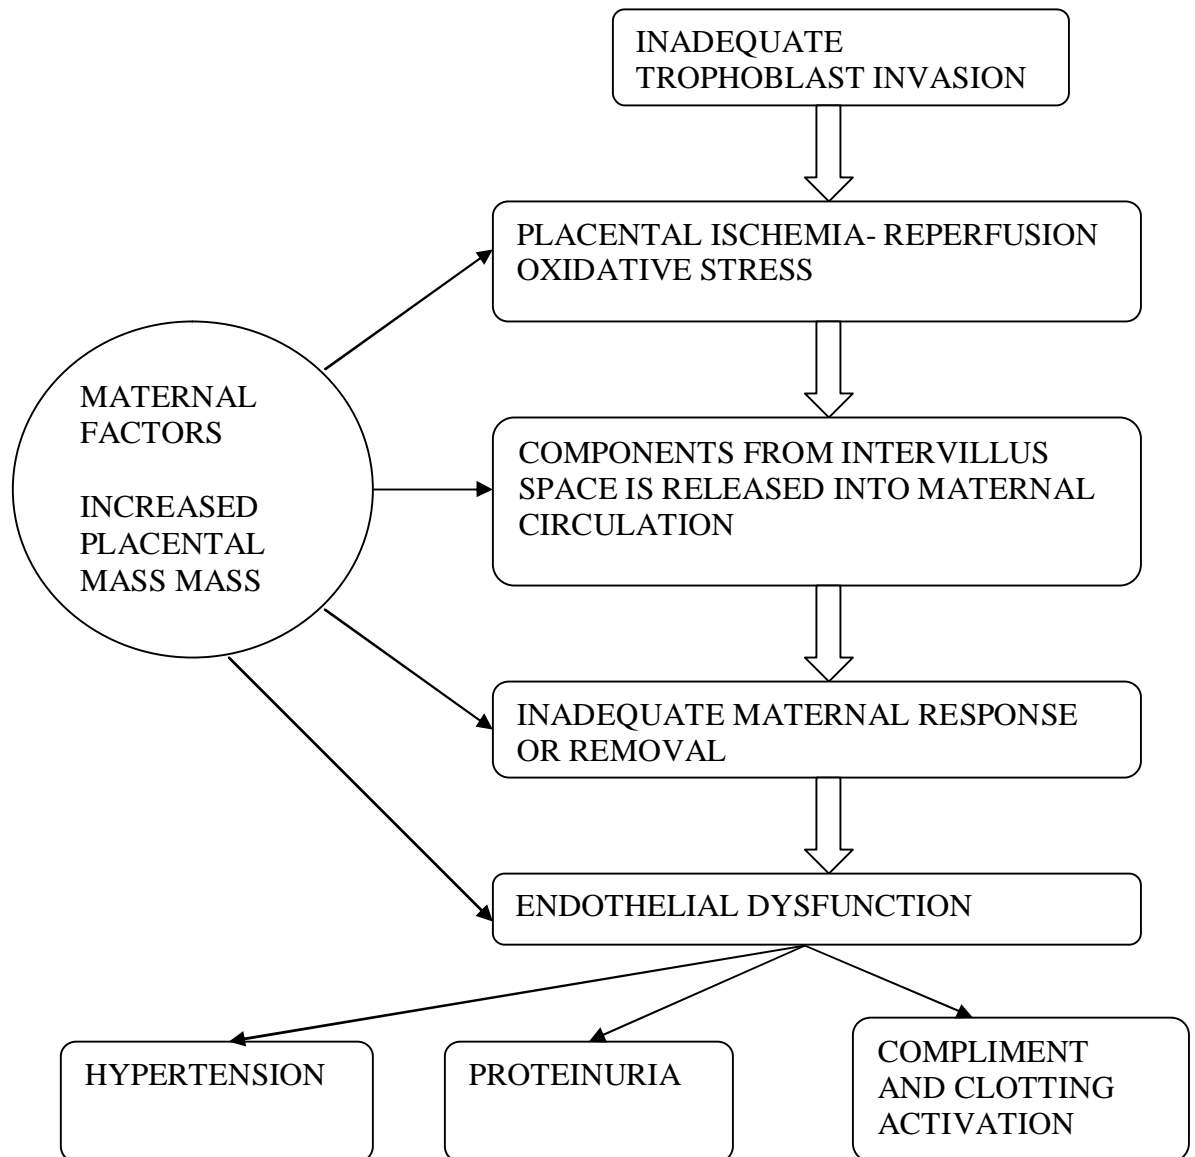 INADEQUATE
TROPHOBLAST INVASION
PLACENTAL ISCHEMIA- REPERFUSION
OXIDATIVE STRESS
MATERNAL
FACTORS
INCREASED
PLACENTAL
MASS MASS
COMPONENTS FROM INTERVILLUS
SPACE IS RELEASED INTO MATERNAL
CIRCULATION
INADEQUATE MATERNAL RESPONSE
OR REMOVAL
ENDOTHELIAL DYSFUNCTION
HYPERTENSION
PROTEINURIA
COMPLIMENT
AND CLOTTING
ACTIVATION